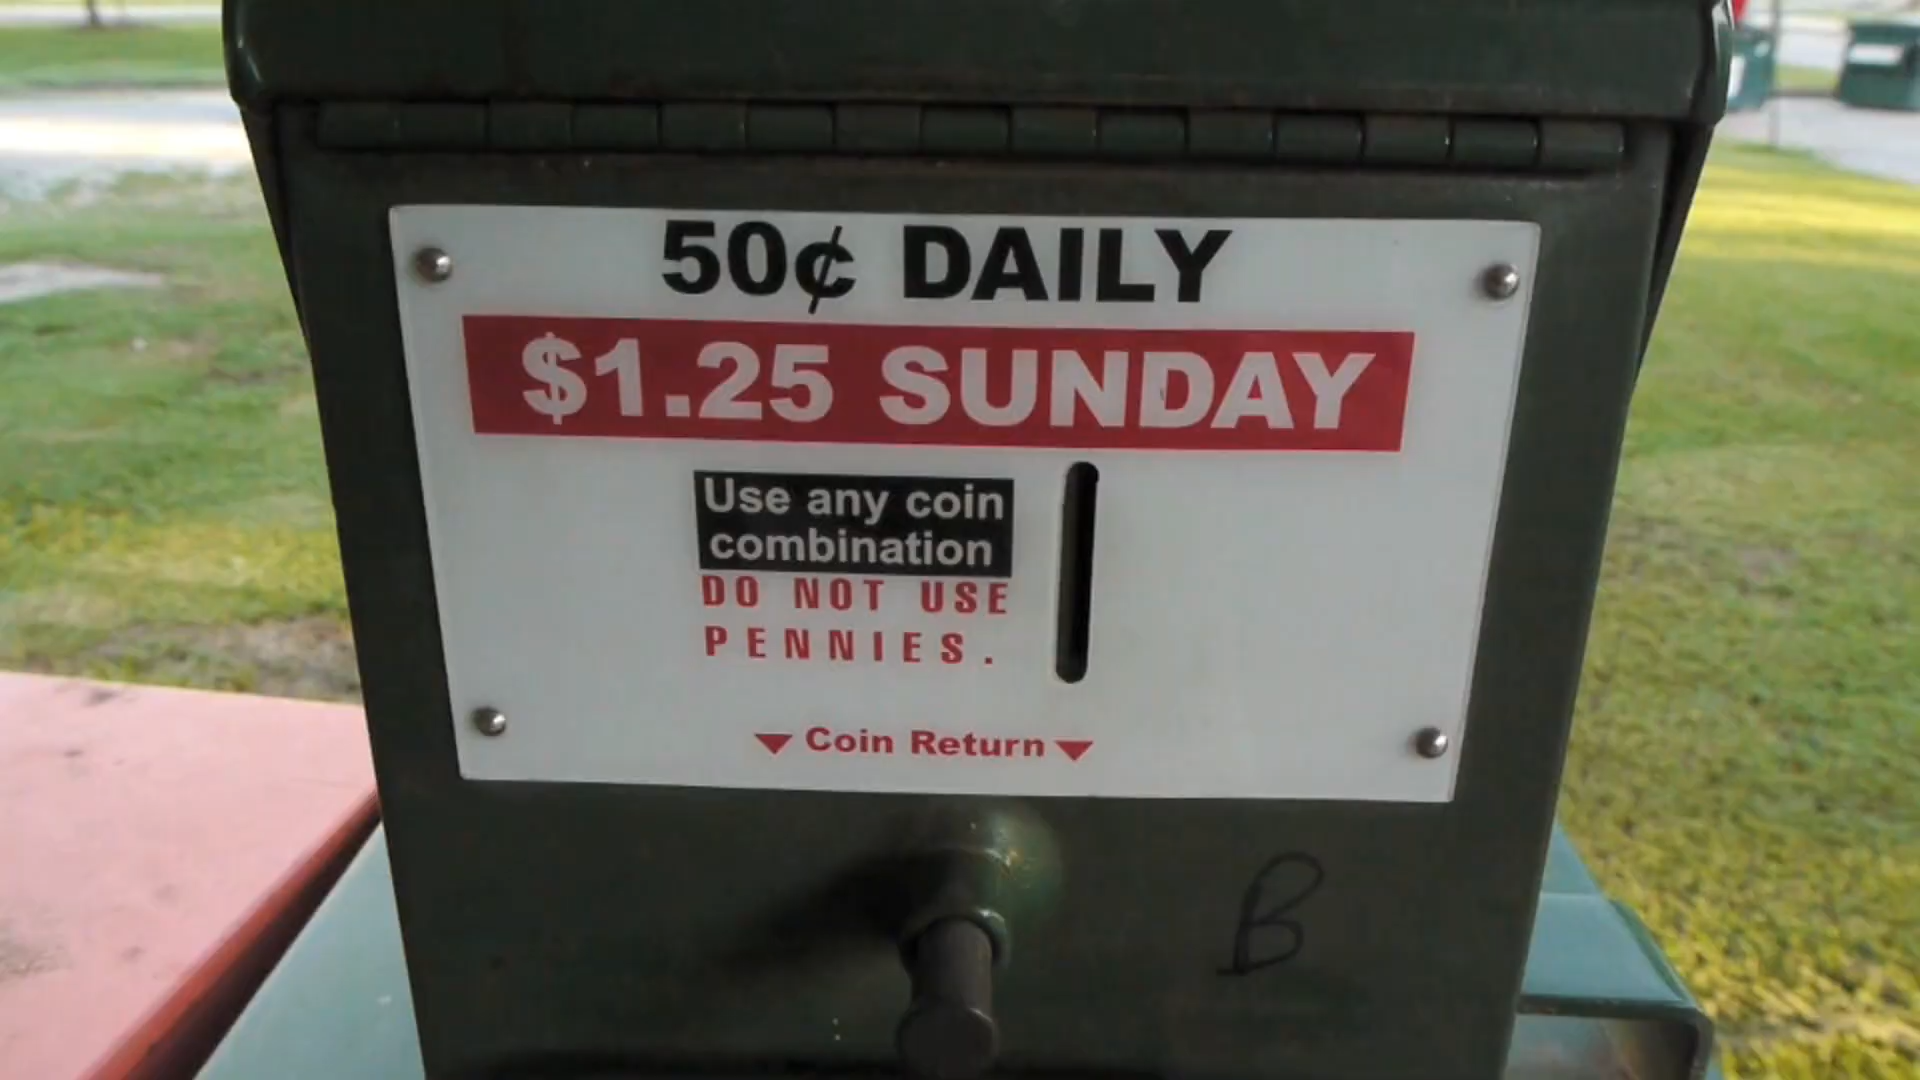 50¢ DAILY
$1.25 SUNDAY
Use any coin
combination
DO NOT USE
PENNIES.
Coin Return
B